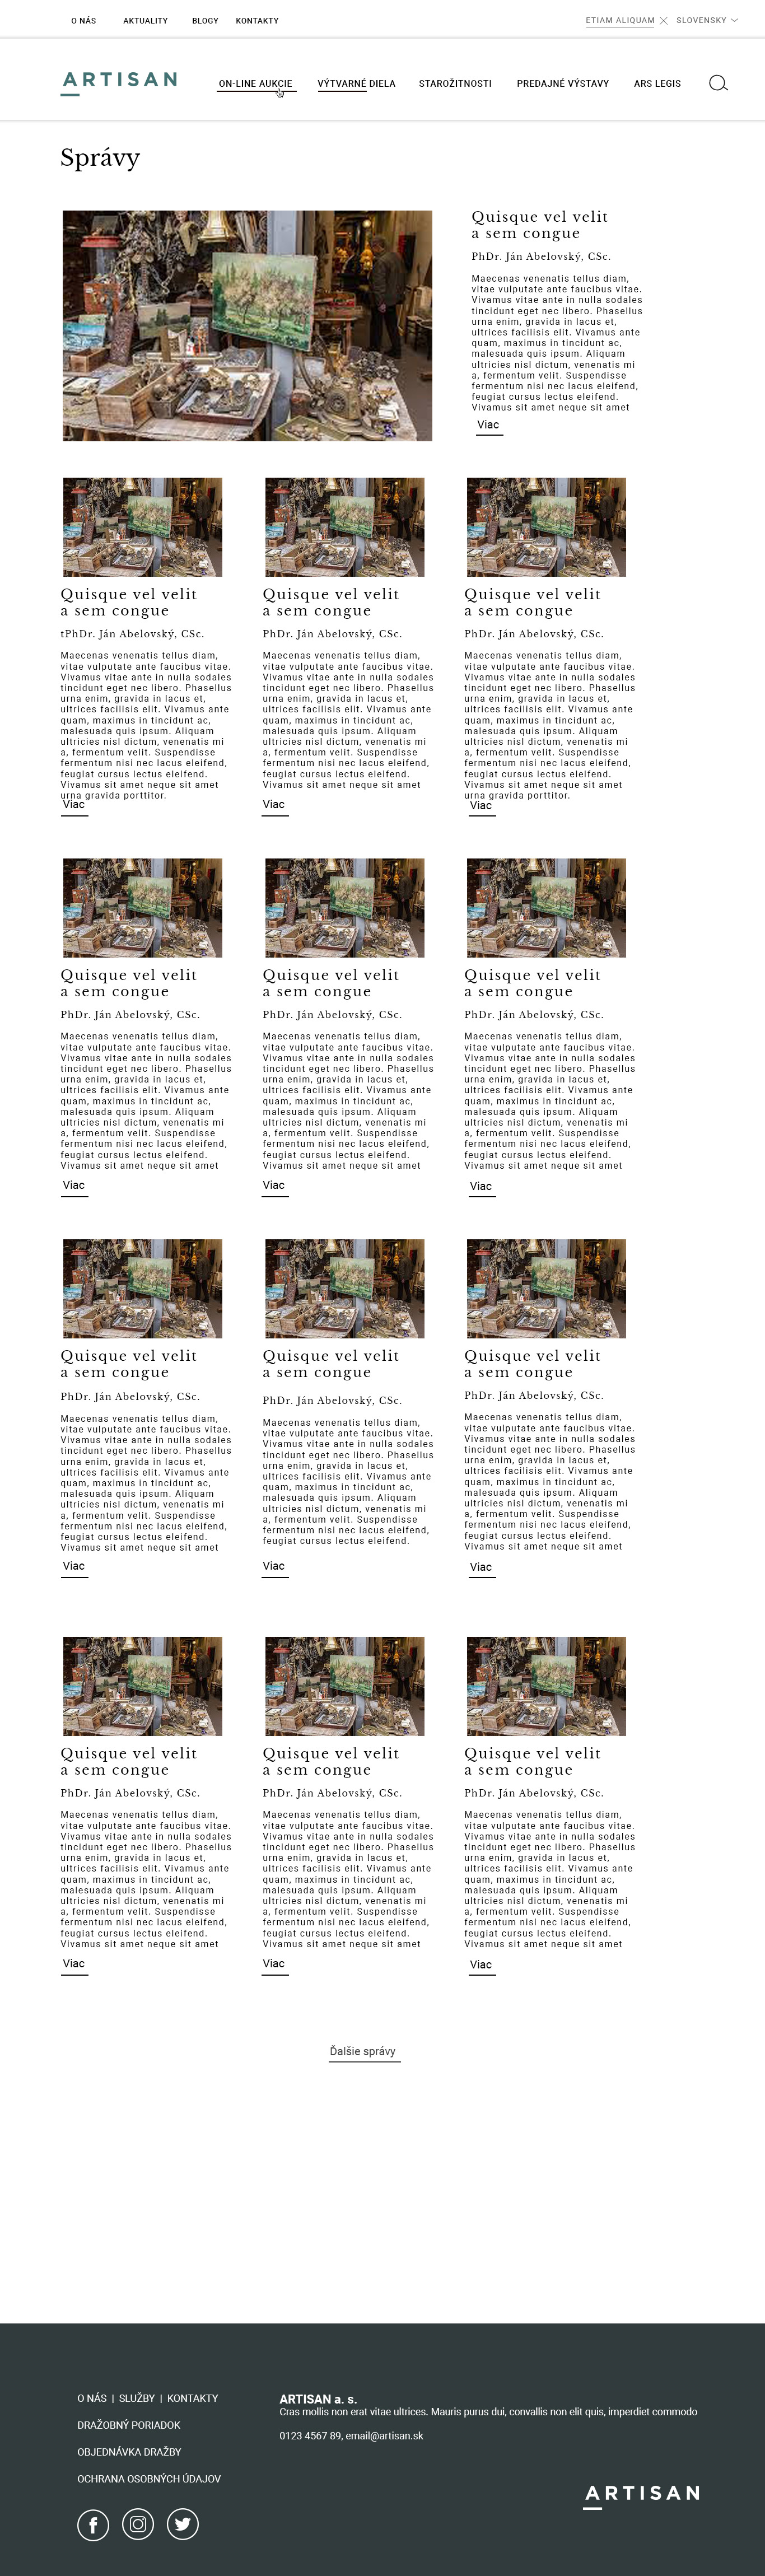 O NÁS AKTUALITY BLOGY KONTAKTY ETIAM ALIQUAM SLOVENSKY
ARTISAN ON-LINE AUKCIE VÝTVARNÉ DIELA STAROŽITNOSTI PREDAJNÉ VÝSTAVY ARS LEGIS
Správy
Quisque vel velit
a sem congue
PhDr. Ján Abelovský, CSc.
Maecenas venenatis tellus diam,
vitae vulputate ante faucibus vitae.
Vivamus vitae ante in nulla sodales
tincidunt eget nec libero. Phasellus
urna enim, gravida in lacus et,
ultrices facilisis elit. Vivamus ante
quam, maximus in tincidunt ac,
malesuada quis ipsum. Aliquam
ultricies nisl dictum, venenatis mi
a, fermentum velit. Suspendisse
fermentum nisi nec lacus eleifend,
feugiat cursus lectus eleifend.
Vivamus sit amet neque sit amet
Viac
Quisque vel velit
a sem congue
tPhDr. Ján Abelovský, CSc.
Maecenas venenatis tellus diam,
vitae vulputate ante faucibus vitae.
Vivamus vitae ante in nulla sodales
tincidunt eget nec libero. Phasellus
urna enim, gravida in lacus et,
ultrices facilisis elit. Vivamus ante
quam, maximus in tincidunt ac,
malesuada quis ipsum. Aliquam
ultricies nisl dictum, venenatis mi
a, fermentum velit. Suspendisse
fermentum nisi nec lacus eleifend,
feugiat cursus lectus eleifend.
Vivamus sit amet neque sit amet
urna gravida porttitor.
Viac
Quisque vel velit
a sem congue
PhDr. Ján Abelovský, CSc.
Maecenas venenatis tellus diam,
vitae vulputate ante faucibus vitae.
Vivamus vitae ante in nulla sodales
tincidunt eget nec libero. Phasellus
urna enim, gravida in lacus et,
ultrices facilisis elit. Vivamus ante
quam, maximus in tincidunt ac,
malesuada quis ipsum. Aliquam
ultricies nisl dictum, venenatis mi
a, fermentum velit. Suspendisse
fermentum nisi nec lacus eleifend,
feugiat cursus lectus eleifend.
Vivamus sit amet neque sit amet
Viac
Quisque vel velit
a sem congue
PhDr. Ján Abelovský, CSc.
Maecenas venenatis tellus diam,
vitae vulputate ante faucibus vitae.
Vivamus vitae ante in nulla sodales
tincidunt eget nec libero. Phasellus
urna enim, gravida in lacus et,
ultrices facilisis elit. Vivamus ante
quam, maximus in tincidunt ac,
malesuada quis ipsum. Aliquam
ultricies nisl dictum, venenatis mi
a, fermentum velit. Suspendisse
fermentum nisi nec lacus eleifend,
feugiat cursus lectus eleifend.
Vivamus sit amet neque sit amet
urna gravida porttitor.
Viac
Quisque vel velit
a sem congue
PhDr. Ján Abelovský, CSc.
Maecenas venenatis tellus diam,
vitae vulputate ante faucibus vitae.
Vivamus vitae ante in nulla sodales
tincidunt eget nec libero. Phasellus
urna enim, gravida in lacus et,
ultrices facilisis elit. Vivamus ante
quam, maximus in tincidunt ac,
malesuada quis ipsum. Aliquam
ultricies nisl dictum, venenatis mi
a, fermentum velit. Suspendisse
fermentum nisi nec lacus eleifend,
feugiat cursus lectus eleifend.
Vivamus sit amet neque sit amet
Viac
Quisque vel velit
a sem congue
PhDr. Ján Abelovský, CSc.
Maecenas venenatis tellus diam,
vitae vulputate ante faucibus vitae.
Vivamus vitae ante in nulla sodales
tincidunt eget nec libero. Phasellus
urna enim, gravida in lacus et,
ultrices facilisis elit. Vivamus ante
quam, maximus in tincidunt ac,
malesuada quis ipsum. Aliquam
ultricies nisl dictum, venenatis mi
a, fermentum velit. Suspendisse
fermentum nisi nec lacus eleifend,
feugiat cursus lectus eleifend.
Vivamus sit amet neque sit amet
Viac
Quisque vel velit
a sem congue
PhDr. Ján Abelovský, CSc.
Maecenas venenatis tellus diam,
vitae vulputate ante faucibus vitae.
Vivamus vitae ante in nulla sodales
tincidunt eget nec libero. Phasellus
urna enim, gravida in lacus et,
ultrices facilisis elit. Vivamus ante
quam, maximus in tincidunt ac,
malesuada quis ipsum. Aliquam
ultricies nisl dictum, venenatis mi
a, fermentum velit. Suspendisse
fermentum nisi nec lacus eleifend,
feugiat cursus lectus eleifend.
Vivamus sit amet neque sit amet
Viac
Quisque vel velit
a sem congue
PhDr. Ján Abelovský, CSc.
Maecenas venenatis tellus diam,
vitae vulputate ante faucibus vitae.
Vivamus vitae ante in nulla sodales
tincidunt eget nec libero. Phasellus
urna enim, gravida in lacus et,
ultrices facilisis elit. Vivamus ante
quam, maximus in tincidunt ac,
malesuada quis ipsum. Aliquam
ultricies nisl dictum, venenatis mi
a, fermentum velit. Suspendisse
fermentum nisi nec lacus eleifend,
feugiat cursus lectus eleifend.
Vivamus sit amet neque sit amet
Viac
Quisque vel velit
a sem congue
PhDr. Ján Abelovský, CSc.
Maecenas venenatis tellus diam,
vitae vulputate ante faucibus vitae.
Vivamus vitae ante in nulla sodales
tincidunt eget nec libero. Phasellus
urna enim, gravida in lacus et,
ultrices facilisis elit. Vivamus ante
quam, maximus in tincidunt ac,
malesuada quis ipsum. Aliquam
ultricies nisl dictum, venenatis mi
a, fermentum velit. Suspendisse
fermentum nisi nec lacus eleifend,
feugiat cursus lectus eleifend.
Viac
Quisque vel velit
a sem congue
PhDr. Ján Abelovský, CSc.
Maecenas venenatis tellus diam,
vitae vulputate ante faucibus vitae.
Vivamus vitae ante in nulla sodales
tincidunt eget nec libero. Phasellus
urna enim, gravida in lacus et,
ultrices facilisis elit. Vivamus ante
quam, maximus in tincidunt ac,
malesuada quis ipsum. Aliquam
ultricies nisl dictum, venenatis mi
a, fermentum velit. Suspendisse
fermentum nisi nec lacus eleifend,
feugiat cursus lectus eleifend.
Vivamus sit amet neque sit amet
Viac
Quisque vel velit
a sem congue
PhDr. Ján Abelovský, CSc.
Maecenas venenatis tellus diam,
vitae vulputate ante faucibus vitae.
Vivamus vitae ante in nulla sodales
tincidunt eget nec libero. Phasellus
urna enim, gravida in lacus et,
ultrices facilisis elit. Vivamus ante
quam, maximus in tincidunt ac,
malesuada quis ipsum. Aliquam
ultricies nisl dictum, venenatis mi
a, fermentum velit. Suspendisse
fermentum nisi nec lacus eleifend,
feugiat cursus lectus eleifend.
Vivamus sit amet neque sit amet
Viac
Quisque vel velit
a sem congue
PhDr. Ján Abelovský, CSc.
Maecenas venenatis tellus diam,
vitae vulputate ante faucibus vitae.
Vivamus vitae ante in nulla sodales
tincidunt eget nec libero. Phasellus
urna enim, gravida in lacus et,
ultrices facilisis elit. Vivamus ante
quam, maximus in tincidunt ac,
malesuada quis ipsum. Aliquam
ultricies nisl dictum, venenatis mi
a, fermentum velit. Suspendisse
fermentum nisi nec lacus eleifend,
feugiat cursus lectus eleifend.
Vivamus sit amet neque sit amet
Viac
Quisque vel velit
a sem congue
PhDr. Ján Abelovský, CSc.
Maecenas venenatis tellus diam,
vitae vulputate ante faucibus vitae.
Vivamus vitae ante in nulla sodales
tincidunt eget nec libero. Phasellus
urna enim, gravida in lacus et,
ultrices facilisis elit. Vivamus ante
quam, maximus in tincidunt ac,
malesuada quis ipsum. Aliquam
ultricies nisl dictum, venenatis mi
a, fermentum velit. Suspendisse
fermentum nisi nec lacus eleifend,
feugiat cursus lectus eleifend.
Vivamus sit amet neque sit amet
Viac
Ďalšie správy
O NÁS | SLUŽBY | KONTAKTY
DRAŽOBNÝ PORIADOK
OBJEDNÁVKA DRAŽBY
OCHRANA OSOBNÝCH ÚDAJOV
ARTISAN a. s.
Cras mollis non erat vitae ultrices. Mauris purus dui, convallis non elit quis, imperdiet commodo
0123 4567 89, email@artisan.sk
ARTISAN